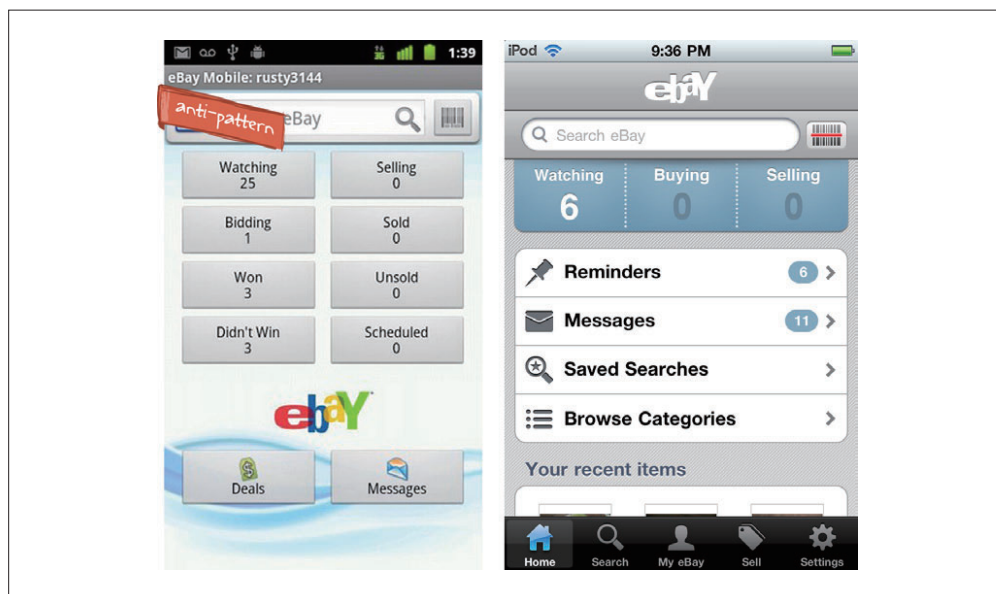 1:39
eBay Mobile: rusty3144
anti-pattern
eBay
Watching
25
Selling
0
Bidding
1
Sold
0
Won
3
Unsold
0
Didn't Win
3
Scheduled
0
ebaY
Deals
Messages
iPod
9:36 PM
ebaY
Search eBay
Watching
6
Buying
0
Selling
0
Reminders
6
Messages
11
Saved Searches
Browse Categories
Your recent items
Home
Search
My eBay
Sell
Settings